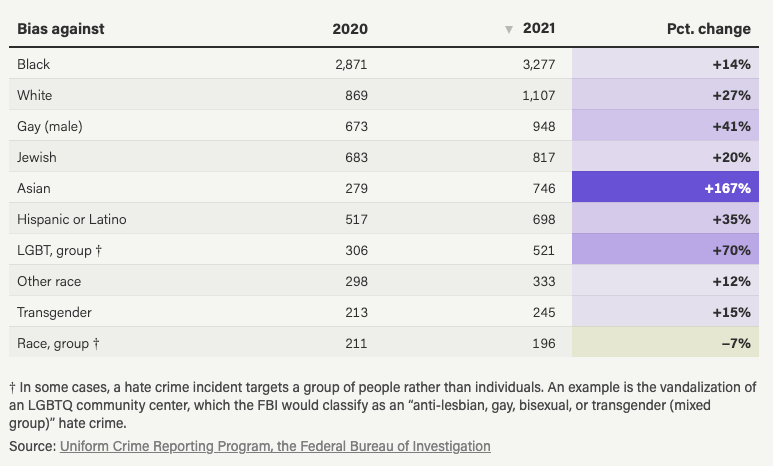 Bias against 2020 ▼ 2021 Pct. change
Black 2,871 3,277 +14%
White 869 1,107 +27%
Gay (male) 673 948 +41%
Jewish 683 817 +20%
Asian 279 746 +167%
Hispanic or Latino 517 698 +35%
LGBT, group † 306 521 +70%
Other race 298 333 +12%
Transgender 213 245 +15%
Race, group † 211 196 –7%
† In some cases, a hate crime incident targets a group of people rather than individuals. An example is the vandalization of
an LGBTQ community center, which the FBI would classify as an “anti-lesbian, gay, bisexual, or transgender (mixed
group)” hate crime.
Source: Uniform Crime Reporting Program, the Federal Bureau of Investigation